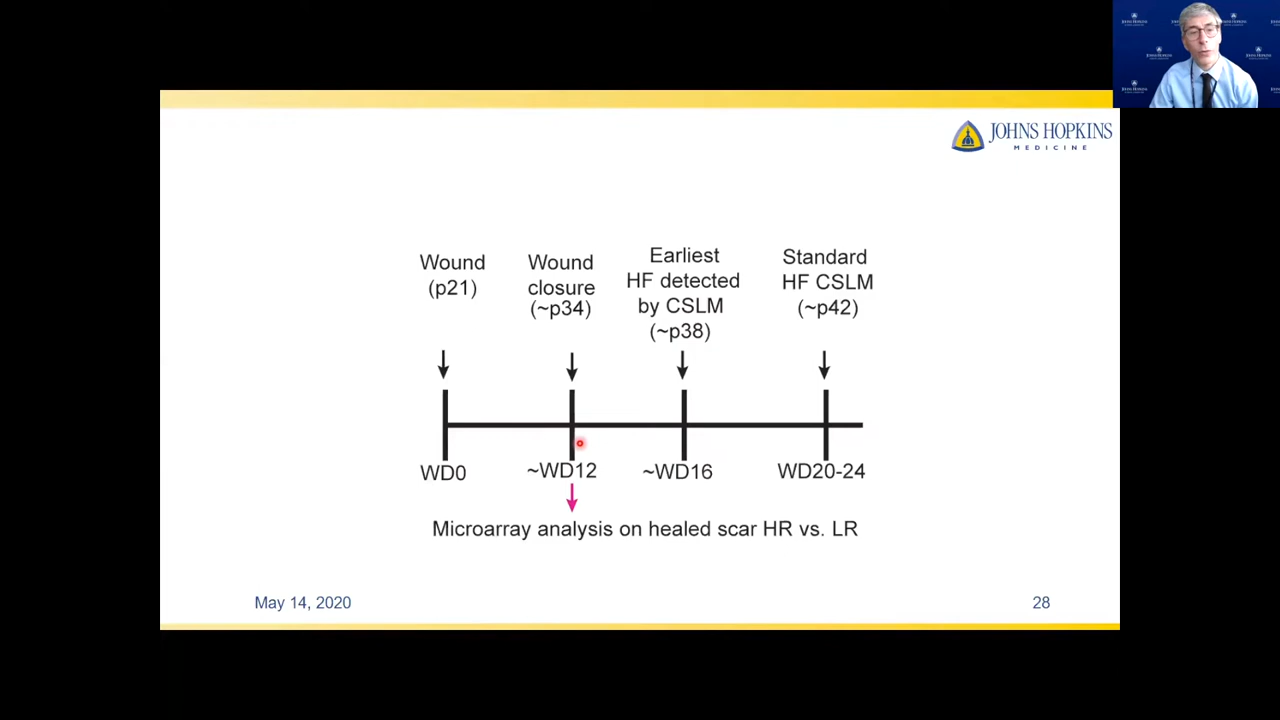 JOHNS HOPKINS
MEDICINE
Wound
(p21)
Wound
closure
(~p34)
Earliest
HF detected
by CSLM
(~p38)
Standard
HF CSLM
(~p42)
WD0
~WD12
~WD16
WD20-24
Microarray analysis on healed scar HR vs. LR
May 14, 2020
28